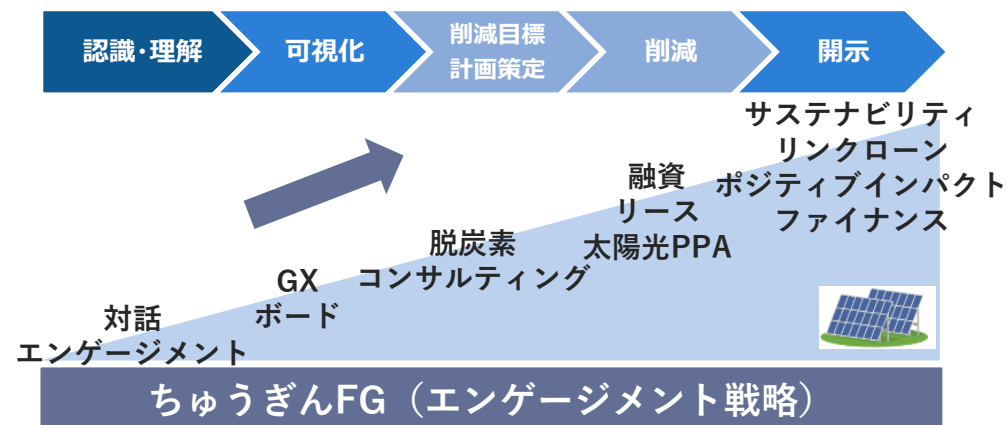 認識・理解
可視化
削減目標
計画策定
削減
開示
対話
エンゲージメント
GX
ボード
脱炭素
コンサルティング
融資
リース
太陽光PPA
サステナビリティ
リンクローン
ポジティブインパクト
ファイナンス
ちゅうぎんFG（エンゲージメント戦略）